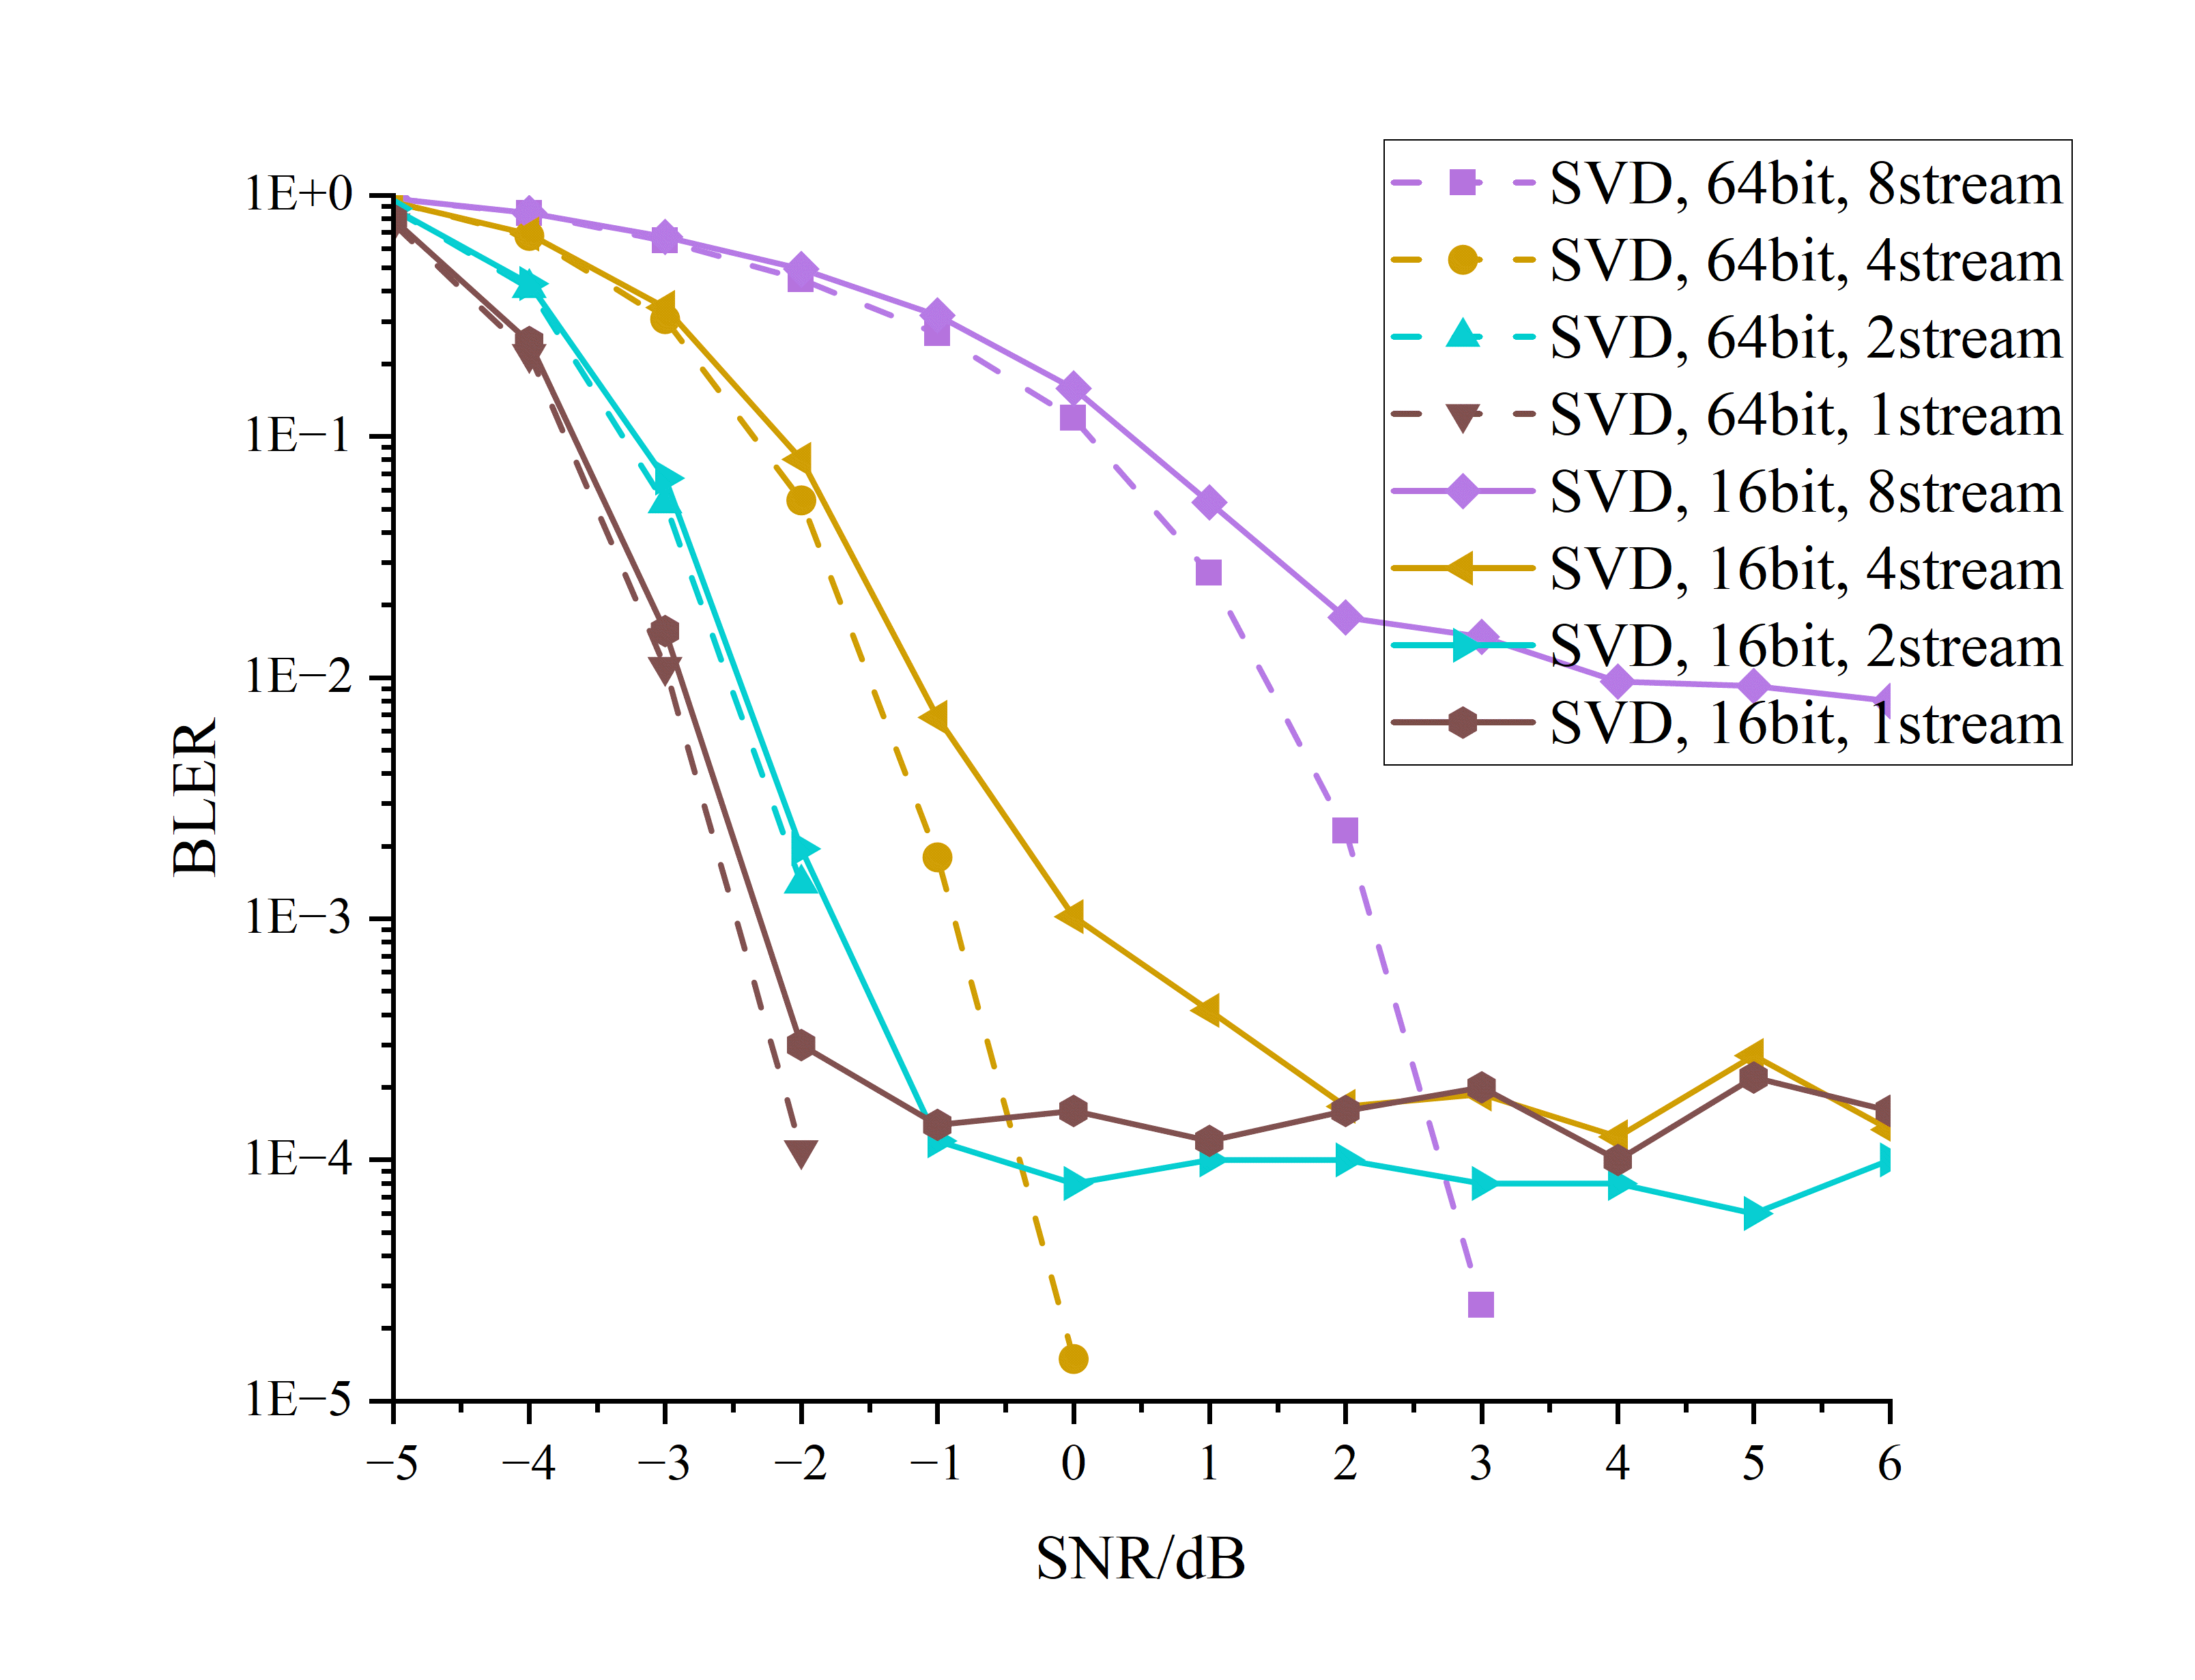 SVD, 64bit, 8stream
SVD, 64bit, 4stream
SVD, 64bit, 2stream
SVD, 64bit, 1stream
SVD, 16bit, 8stream
SVD, 16bit, 4stream
SVD, 16bit, 2stream
SVD, 16bit, 1stream
1E+0
1E−1
1E−2
1E−3
1E−4
1E−5
BLER
−5 −4 −3 −2 −1 0 1 2 3 4 5 6
SNR/dB